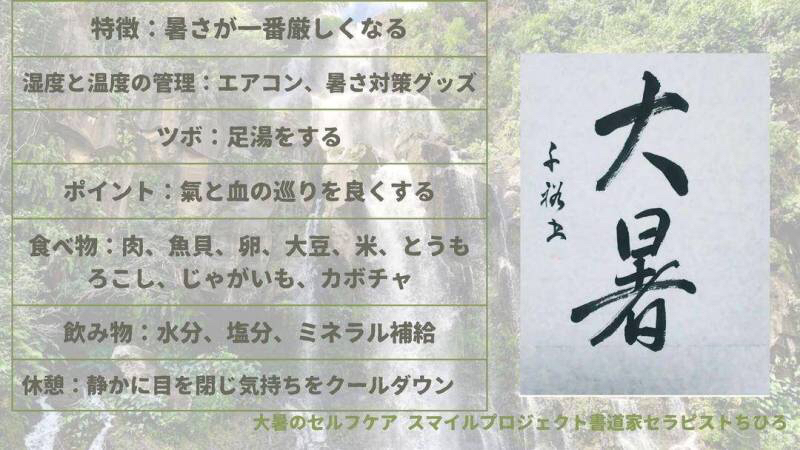 特徴：暑さが一番厳しくなる
湿度と温度の管理：エアコン、暑さ対策グッズ
ツボ：足湯をする
ポイント：氣と血の巡りを良くする
食べ物：肉、魚貝、卵、大豆、米、とうも
ろこし、じゃがいも、カボチャ
飲み物：水分、塩分、ミネラル補給
休憩：静かに目を閉じ気持ちをクールダウン
大暑
千裕書
大暑のセルフケア スマイルプロジェクト書道家セラピストちひろ